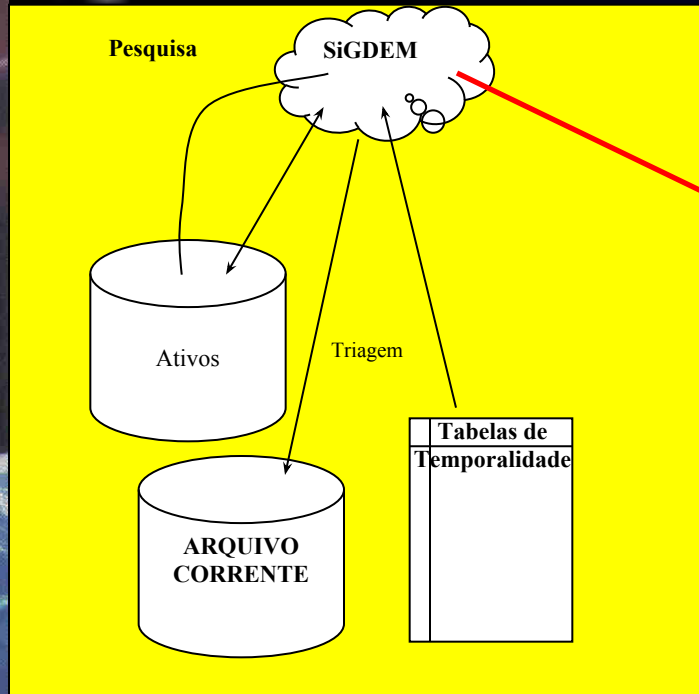 Pesquisa
SiGDEM
Ativos
Triagem
Tabelas de
Temporalidade
ARQUIVO
CORRENTE